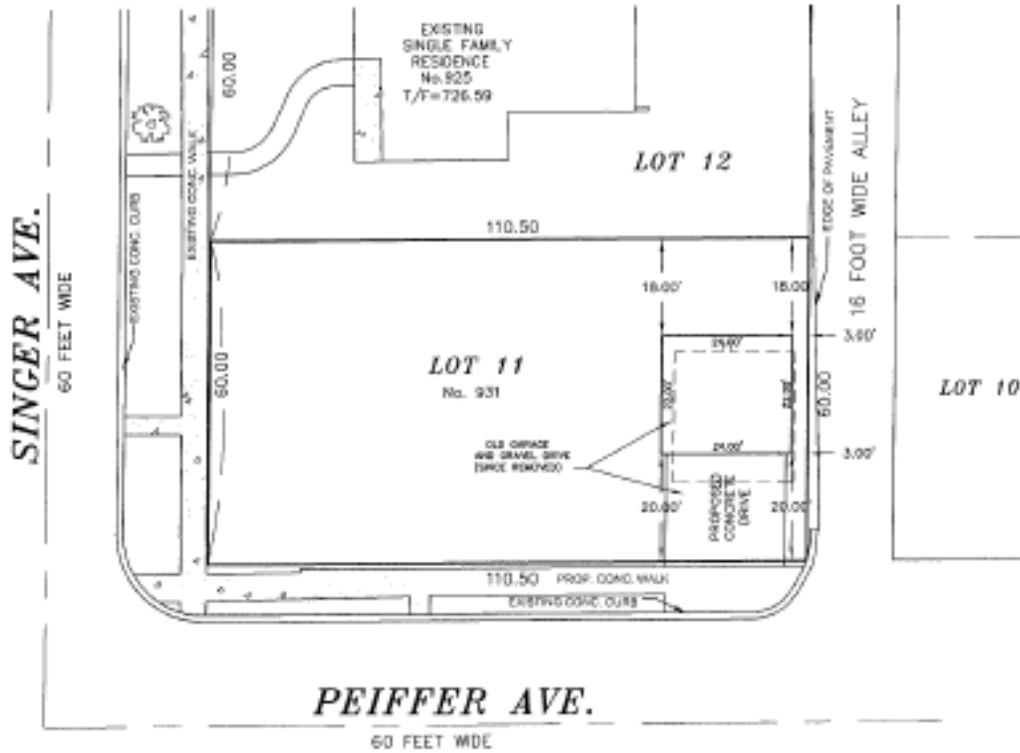 EXISTING
SINGLE FAMILY
RESIDENCE
No.925
T/F=726.59
60.00
EXISTING CONC. WALK
EXISTING CONC. CURB
LOT 12
EDGE OF PAVEMENT
16 FOOT WIDE ALLEY
SINGER AVE.
60 FEET WIDE
110.50
18.00'
18.00'
3.00'
24.00'
60.00
LOT 11
No. 931
60.00
LOT 10
OLD GARAGE
AND GRAVEL DRIVE
(SINCE REMOVED)
24.00'
3.00'
20.00'
PROPOSED
CONCRETE
DRIVE
20.00'
110.50 PROP. CONC. WALK
EXISTING CONC. CURB
PEIFFER AVE.
60 FEET WIDE